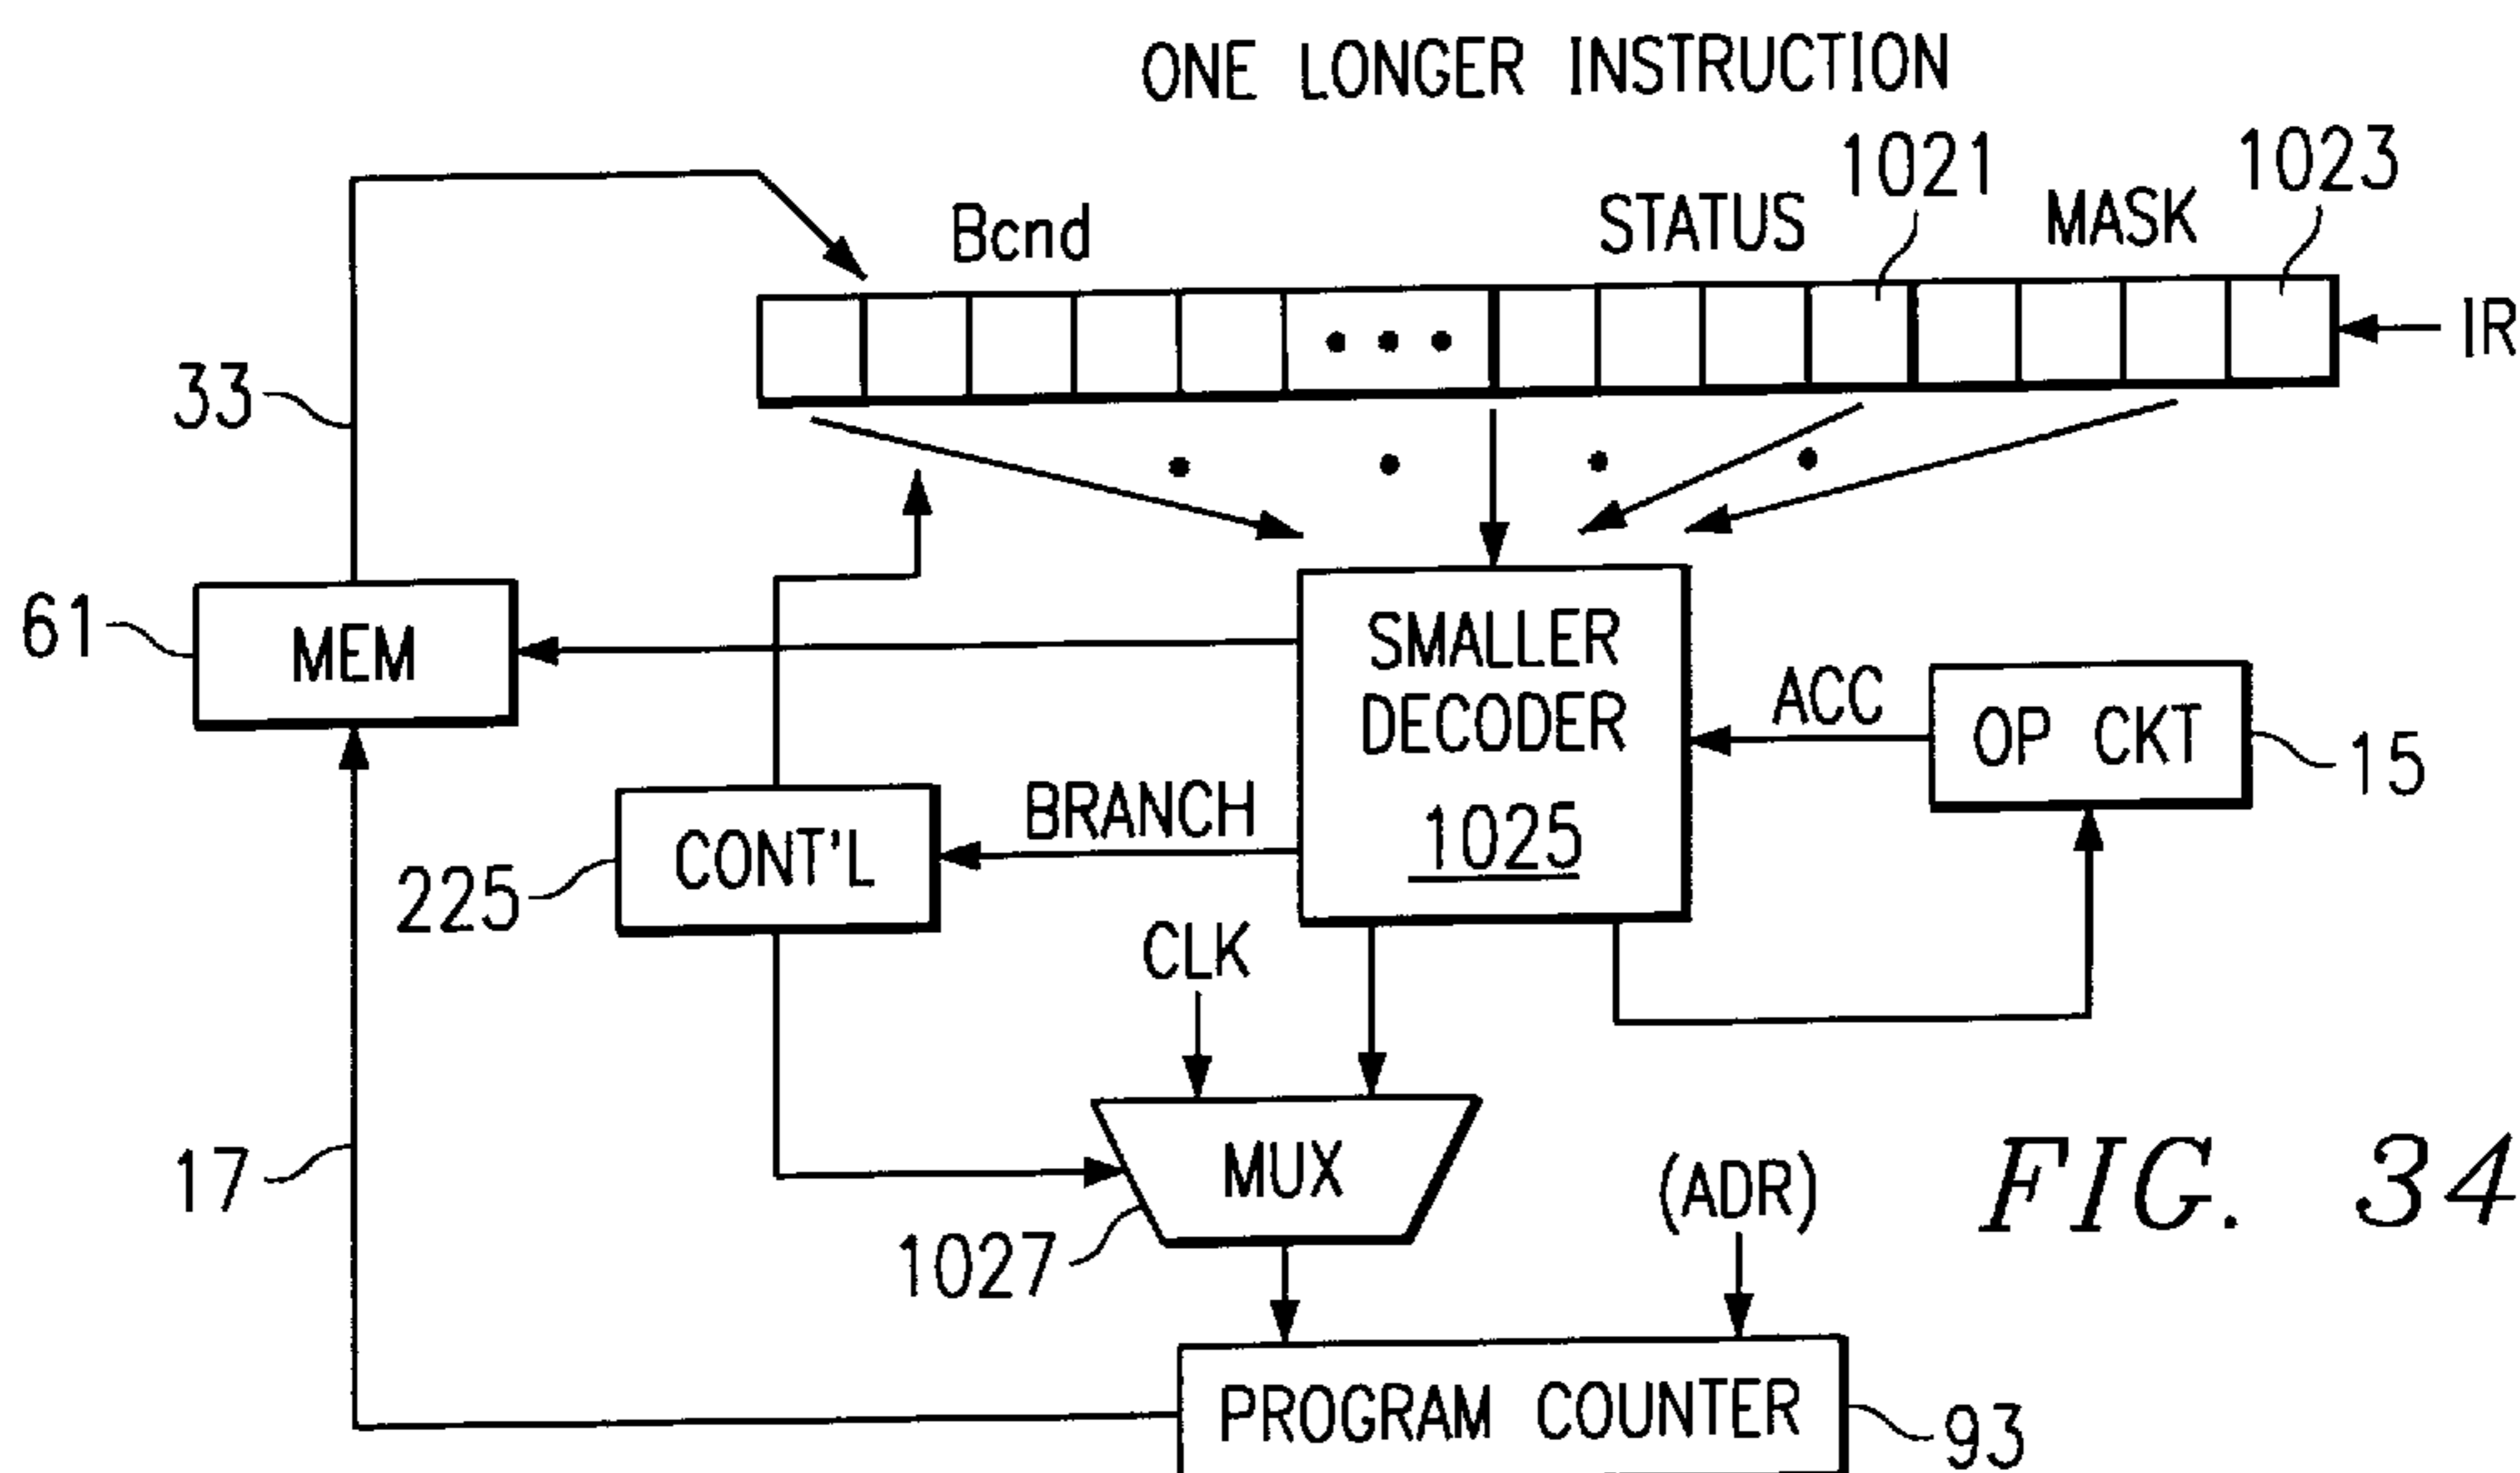 ONE LONGER INSTRUCTION
1021
1023
Bcnd
STATUS
MASK
IR
33
61
MEM
SMALLER
DECODER
1025
ACC
OP CKT
15
BRANCH
CONT'L
225
CLK
17
MUX
1027
(ADR)
FIG. 34
PROGRAM COUNTER
93